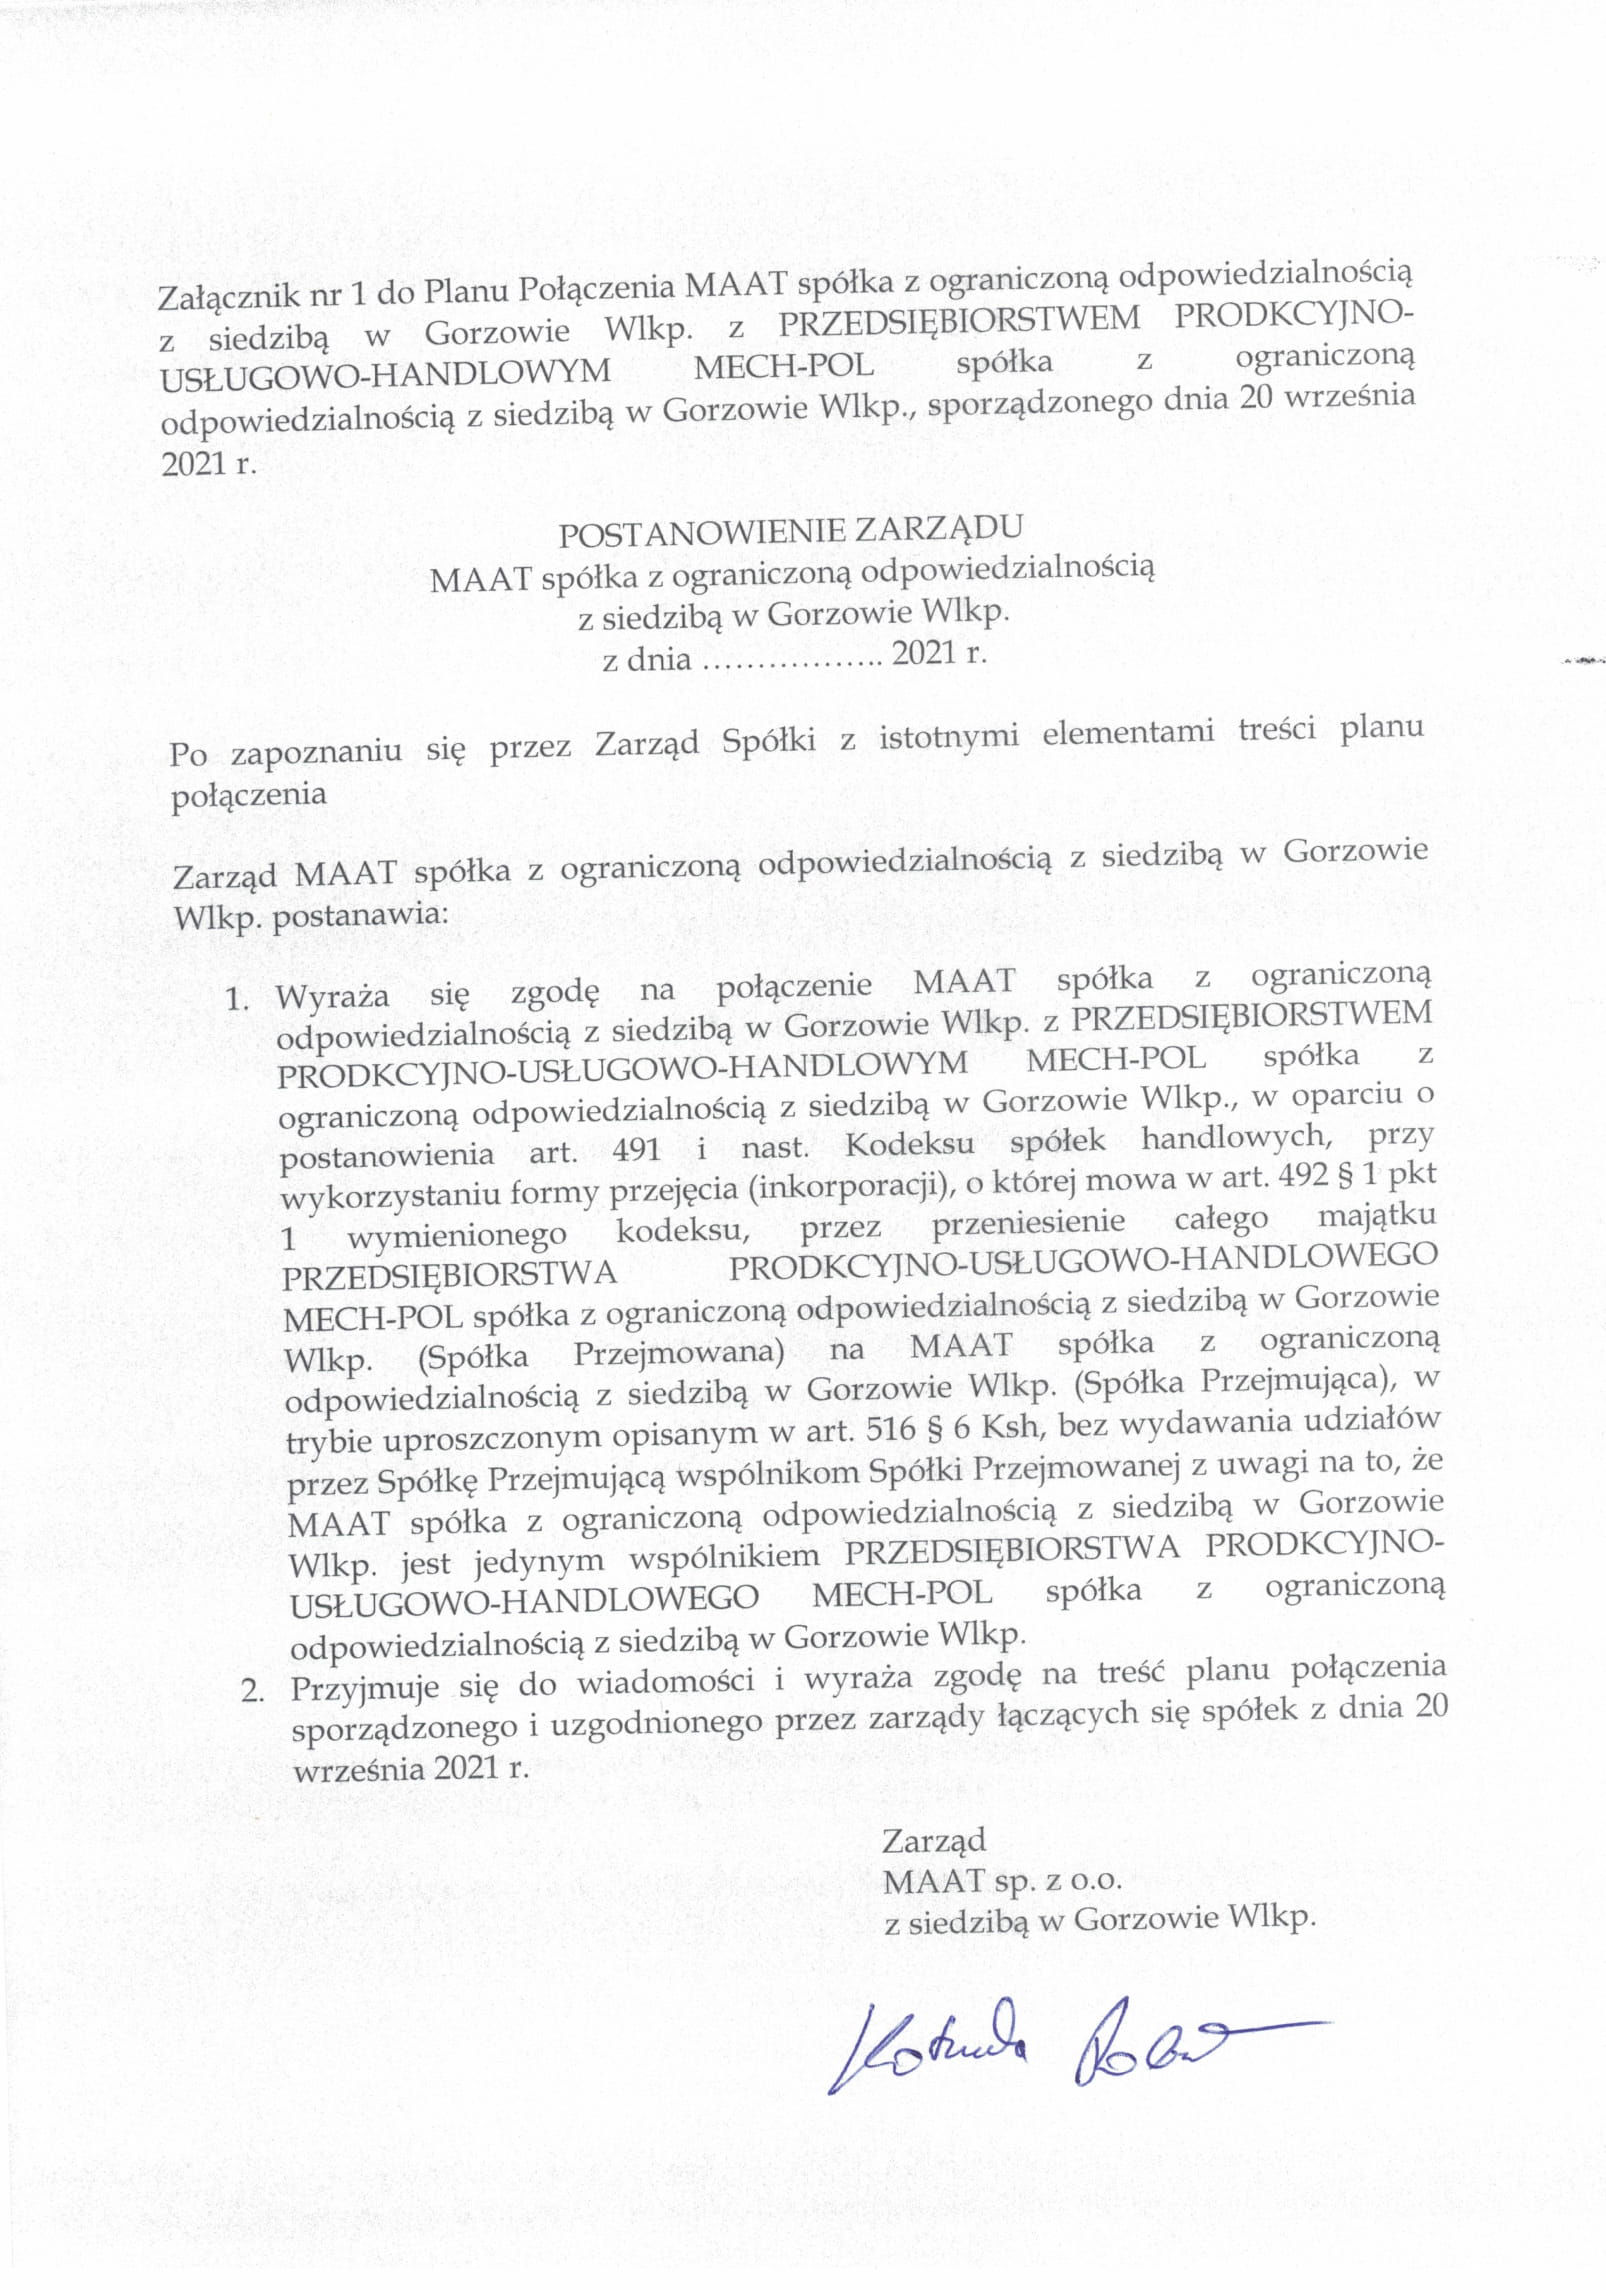 Załącznik nr 1 do Planu Połączenia MAAT spółka z ograniczoną odpowiedzialnością
z siedzibą w Gorzowie Wlkp. z PRZEDSIĘBIORSTWEM PRODKCYJNO-
USŁUGOWO-HANDLOWYM MECH-POL spółka z ograniczoną
odpowiedzialnością z siedzibą w Gorzowie Wlkp., sporządzonego dnia 20 września
2021 r.
POSTANOWIENIE ZARZĄDU
MAAT spółka z ograniczoną odpowiedzialnością
z siedzibą w Gorzowie Wlkp.
z dnia .................. 2021 r.
Po zapoznaniu się przez Zarząd Spółki z istotnymi elementami treści planu
połączenia
Zarząd MAAT spółka z ograniczoną odpowiedzialnością z siedzibą w Gorzowie
Wlkp. postanawia:
1. Wyraża się zgodę na połączenie MAAT spółka z ograniczoną
odpowiedzialnością z siedzibą w Gorzowie Wlkp. z PRZEDSIĘBIORSTWEM
PRODKCYJNO-USŁUGOWO-HANDLOWYM MECH-POL spółka z
ograniczoną odpowiedzialnością z siedzibą w Gorzowie Wlkp., w oparciu o
postanowienia art. 491 i nast. Kodeksu spółek handlowych, przy
wykorzystaniu formy przejęcia (inkorporacji), o której mowa w art. 492 § 1 pkt
1 wymienionego kodeksu, przez przeniesienie całego majątku
PRZEDSIĘBIORSTWA PRODKCYJNO-USŁUGOWO-HANDLOWEGO
MECH-POL spółka z ograniczoną odpowiedzialnością z siedzibą w Gorzowie
Wlkp. (Spółka Przejmowana) na MAAT spółka z ograniczoną
odpowiedzialnością z siedzibą w Gorzowie Wlkp. (Spółka Przejmująca), w
trybie uproszczonym opisanym w art. 516 § 6 Ksh, bez wydawania udziałów
przez Spółkę Przejmującą wspólnikom Spółki Przejmowanej z uwagi na to, że
MAAT spółka z ograniczoną odpowiedzialnością z siedzibą w Gorzowie
Wlkp. jest jedynym wspólnikiem PRZEDSIĘBIORSTWA PRODKCYJNO-
USŁUGOWO-HANDLOWEGO MECH-POL spółka z ograniczoną
odpowiedzialnością z siedzibą w Gorzowie Wlkp.
2. Przyjmuje się do wiadomości i wyraża zgodę na treść planu połączenia
sporządzonego i uzgodnionego przez zarządy łączących się spółek z dnia 20
września 2021 r.
Zarząd
MAAT sp. z o.o.
z siedzibą w Gorzowie Wlkp.